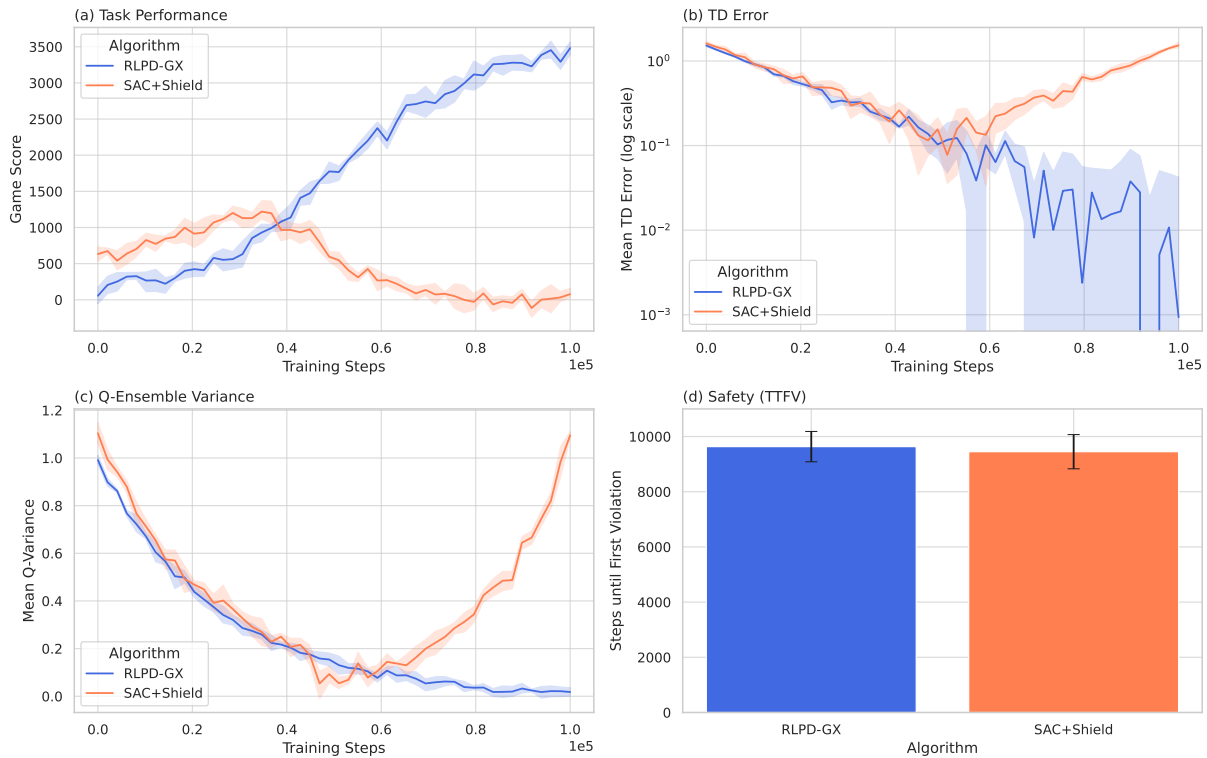 (a) Task Performance
Game Score
3500
3000
2500
2000
1500
1000
500
0
Algorithm
RLPD-GX
SAC+Shield
0.0 0.2 0.4 0.6 0.8 1.0
1e5
Training Steps
(b) TD Error
Mean TD Error (log scale)
10^0
10^−1
10^−2
10^−3
Algorithm
RLPD-GX
SAC+Shield
0.0 0.2 0.4 0.6 0.8 1.0
1e5
Training Steps
(c) Q-Ensemble Variance
Mean Q-Variance
1.2
1.0
0.8
0.6
0.4
0.2
0.0
Algorithm
RLPD-GX
SAC+Shield
0.0 0.2 0.4 0.6 0.8 1.0
1e5
Training Steps
(d) Safety (TTFV)
Steps until First Violation
10000
8000
6000
4000
2000
0
RLPD-GX SAC+Shield
Algorithm